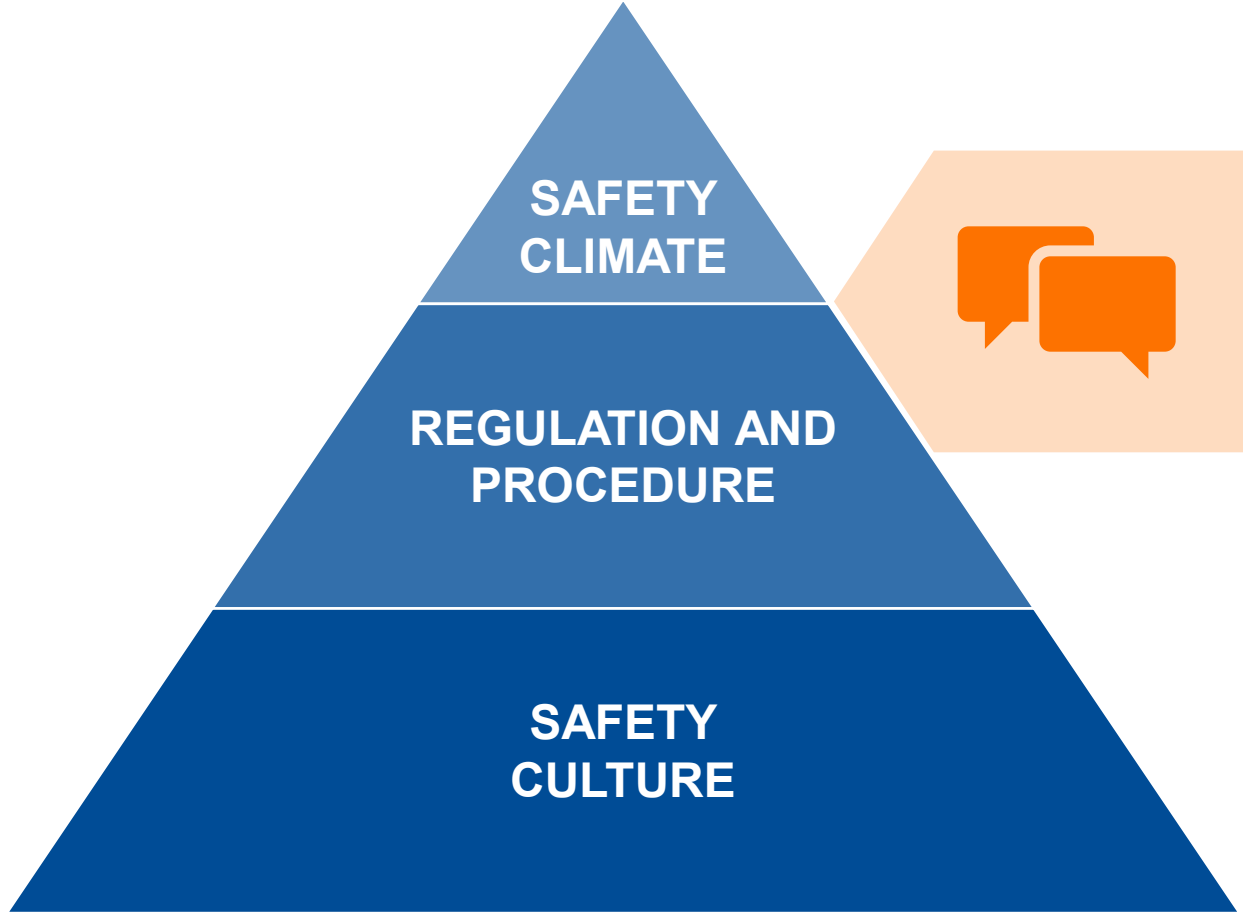 SAFETY
CLIMATE
REGULATION AND
PROCEDURE
SAFETY
CULTURE